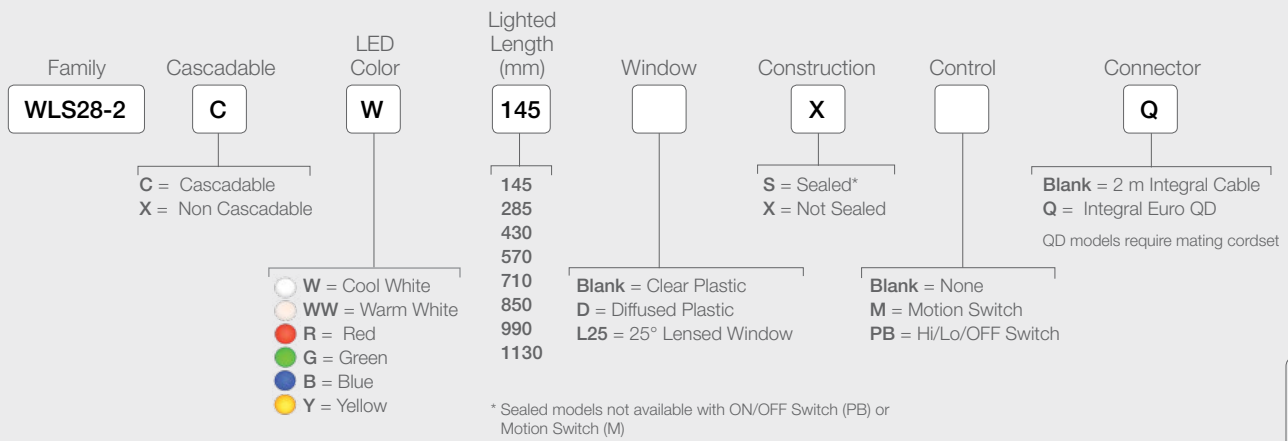 Family
Cascadable
LED
Color
Lighted
Length
(mm)
Window
Construction
Control
Connector
WLS28-2
C
W
145
X
Q
C = Cascadable
X = Non Cascadable
W = Cool White
WW = Warm White
R = Red
G = Green
B = Blue
Y = Yellow
145
285
430
570
710
850
990
1130
Blank = Clear Plastic
D = Diffused Plastic
L25 = 25° Lensed Window
S = Sealed*
X = Not Sealed
Blank = None
M = Motion Switch
PB = Hi/Lo/OFF Switch
Blank = 2 m Integral Cable
Q = Integral Euro QD
QD models require mating cordset
* Sealed models not available with ON/OFF Switch (PB) or
Motion Switch (M)